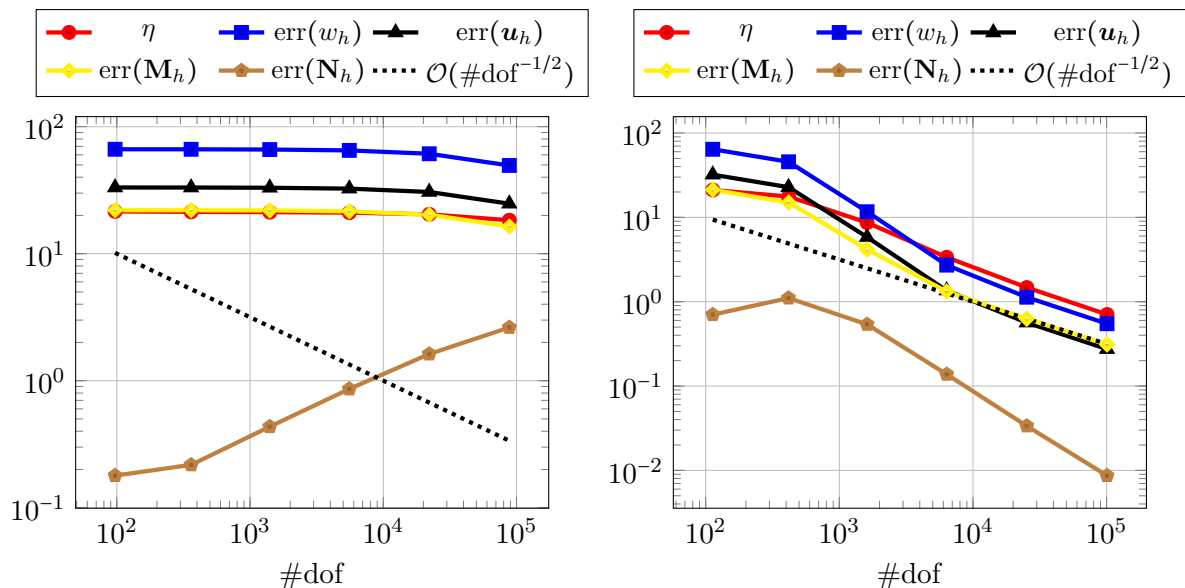 η err(w_h) err(𝒖_h)
err(𝐌_h) err(𝐍_h) 𝒪(#dof^{−1/2})
10^2
10^1
10^0
10^{−1}
10^2 10^3 10^4 10^5
#dof
η err(w_h) err(𝒖_h)
err(𝐌_h) err(𝐍_h) 𝒪(#dof^{−1/2})
10^2
10^1
10^0
10^{−1}
10^{−2}
10^2 10^3 10^4 10^5
#dof